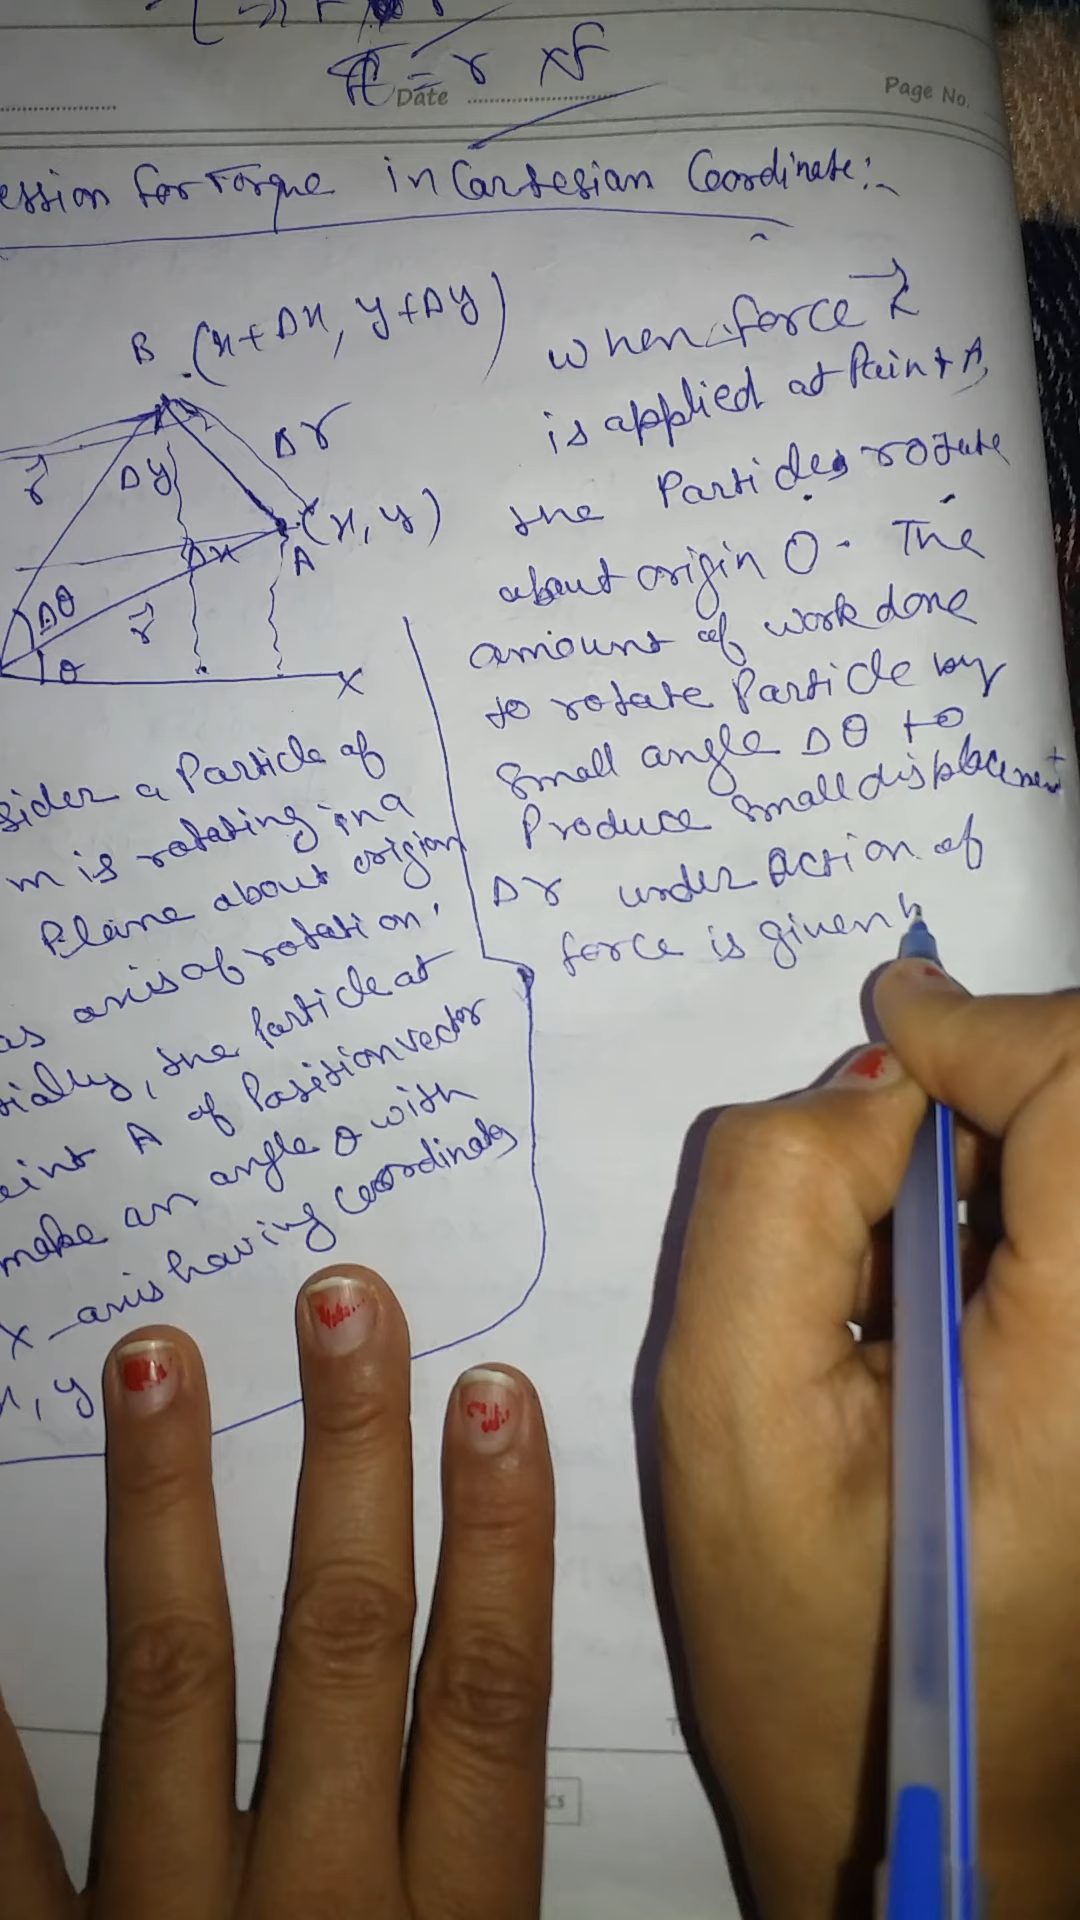 τ = r × f
Date
Page No.
ession for Torque in Cartesian Coordinate:-
B (x+Δx, y+Δy)
Δr
r
Δy
(x, y)
Δx
A
Δθ
r
θ
X
sider a Particle of
m is rotating in a
Plane about origion
as axis of rotation.
tially, the Particle at
oint A of Position vector
make an angle θ with
X-axis having Coordinates
x, y
when force
is applied at Point A,
the Particles rotate
about origin O. The
amount of work done
to rotate Particle by
Small angle Δθ to
Produce Small displacement
Δr under action of
force is given